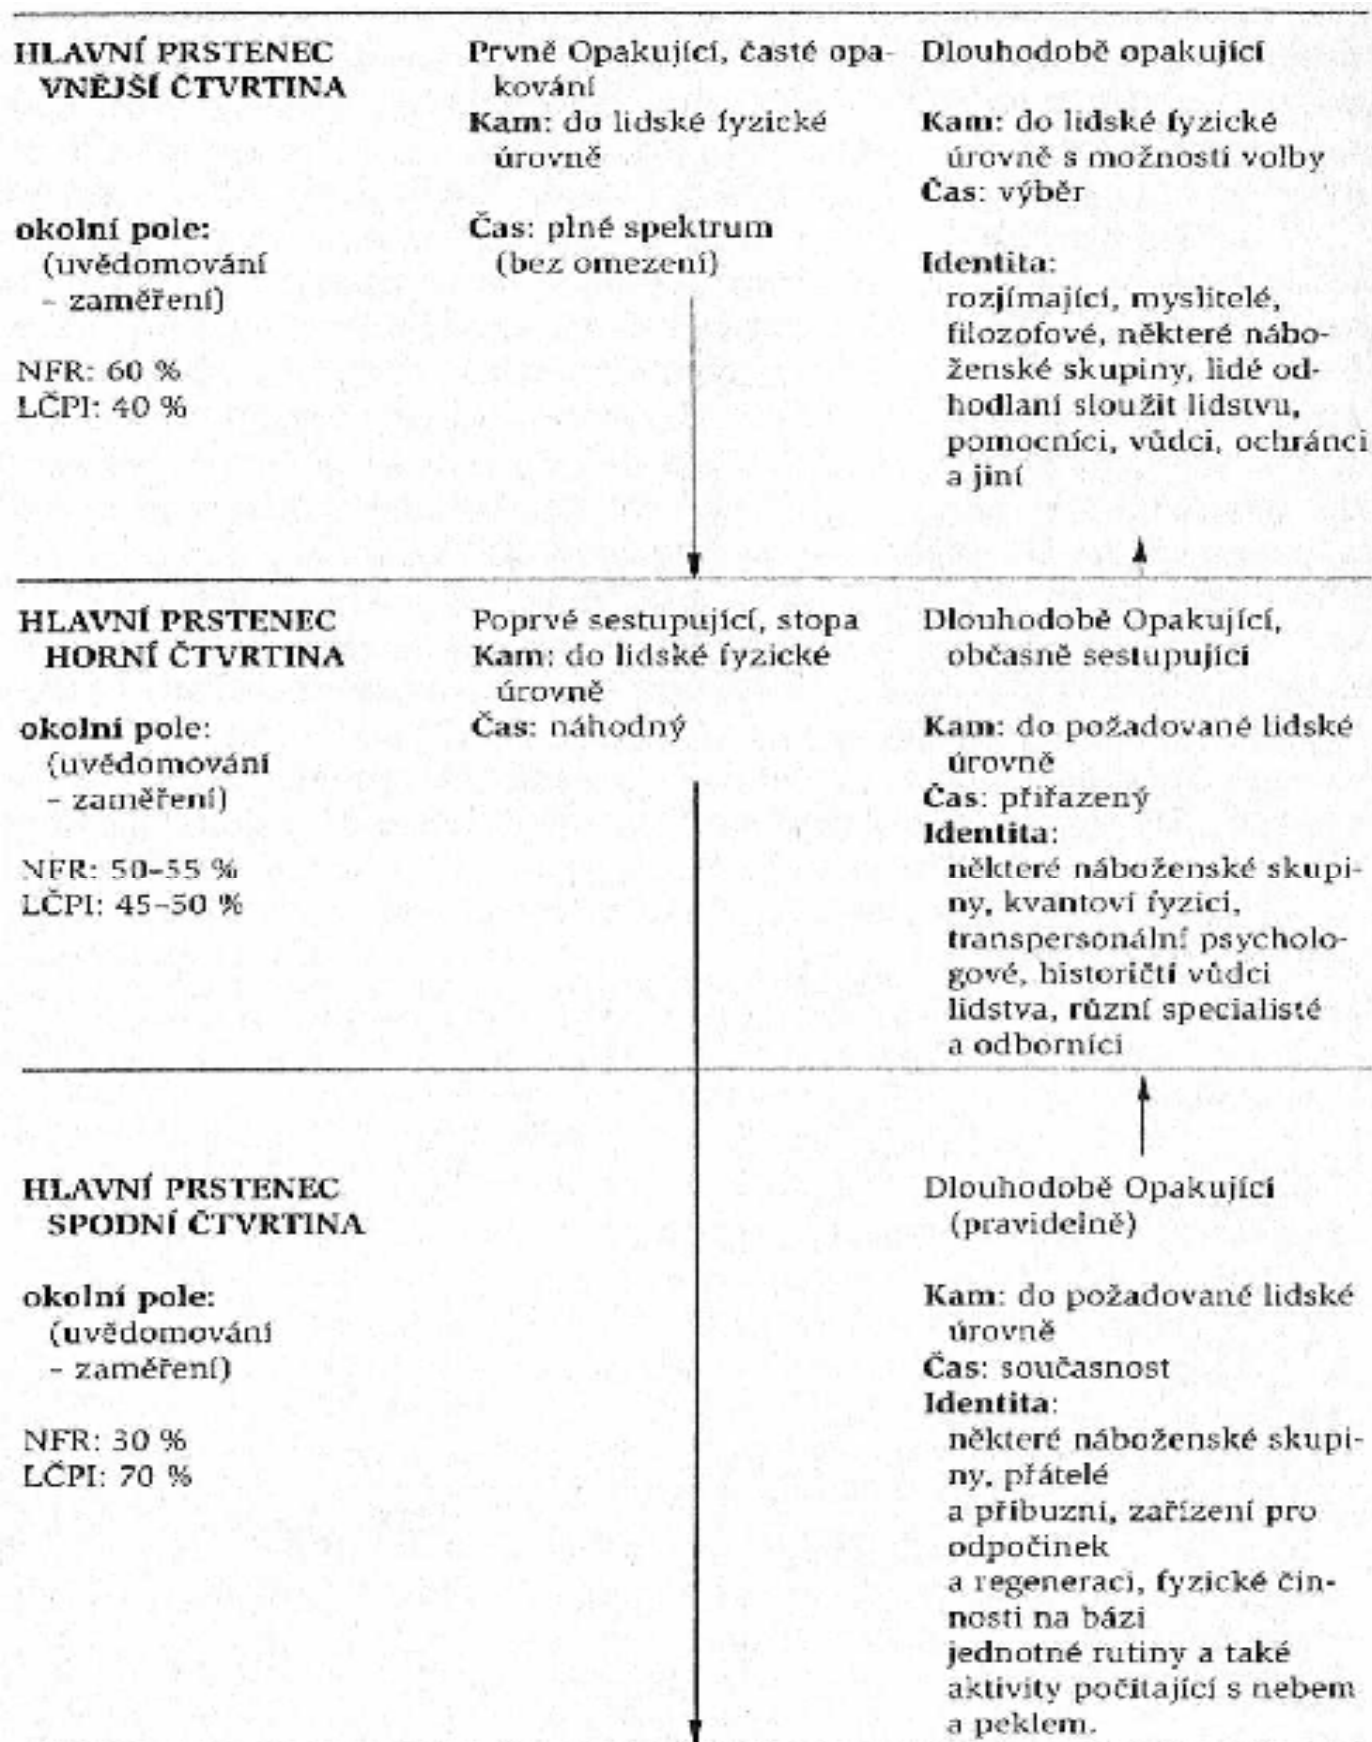 HLAVNÍ PRSTENEC
VNĚJŠÍ ČTVRTINA
okolní pole:
(uvědomování
– zaměření)
NFR: 60 %
LČPI: 40 %
Prvně Opakující, časté opa-
kování
Kam: do lidské fyzické
úrovně
Čas: plné spektrum
(bez omezení)
Dlouhodobě opakující
Kam: do lidské fyzické
úrovně s možností volby
Čas: výběr
Identita:
rozjímající, myslitelé,
filozofové, některé nábo-
ženské skupiny, lidé od-
hodlaní sloužit lidstvu,
pomocníci, vůdci, ochránci
a jiní
HLAVNÍ PRSTENEC
HORNÍ ČTVRTINA
okolní pole:
(uvědomování
– zaměření)
NFR: 50–55 %
LČPI: 45–50 %
Poprvé sestupující, stopa
Kam: do lidské fyzické
úrovně
Čas: náhodný
Dlouhodobě Opakující,
občasně sestupující
Kam: do požadované lidské
úrovně
Čas: přiřazený
Identita:
některé náboženské skupi-
ny, kvantoví fyzici,
transpersonální psycholo-
gové, historičtí vůdci
lidstva, různí specialisté
a odborníci
HLAVNÍ PRSTENEC
SPODNÍ ČTVRTINA
okolní pole:
(uvědomování
– zaměření)
NFR: 30 %
LČPI: 70 %
Dlouhodobě Opakující
(pravidelně)
Kam: do požadované lidské
úrovně
Čas: současnost
Identita:
některé náboženské skupi-
ny, přátelé
a příbuzní, zařízení pro
odpočinek
a regeneraci, fyzické čin-
nosti na bázi
jednotné rutiny a také
aktivity počítající s nebem
a peklem.